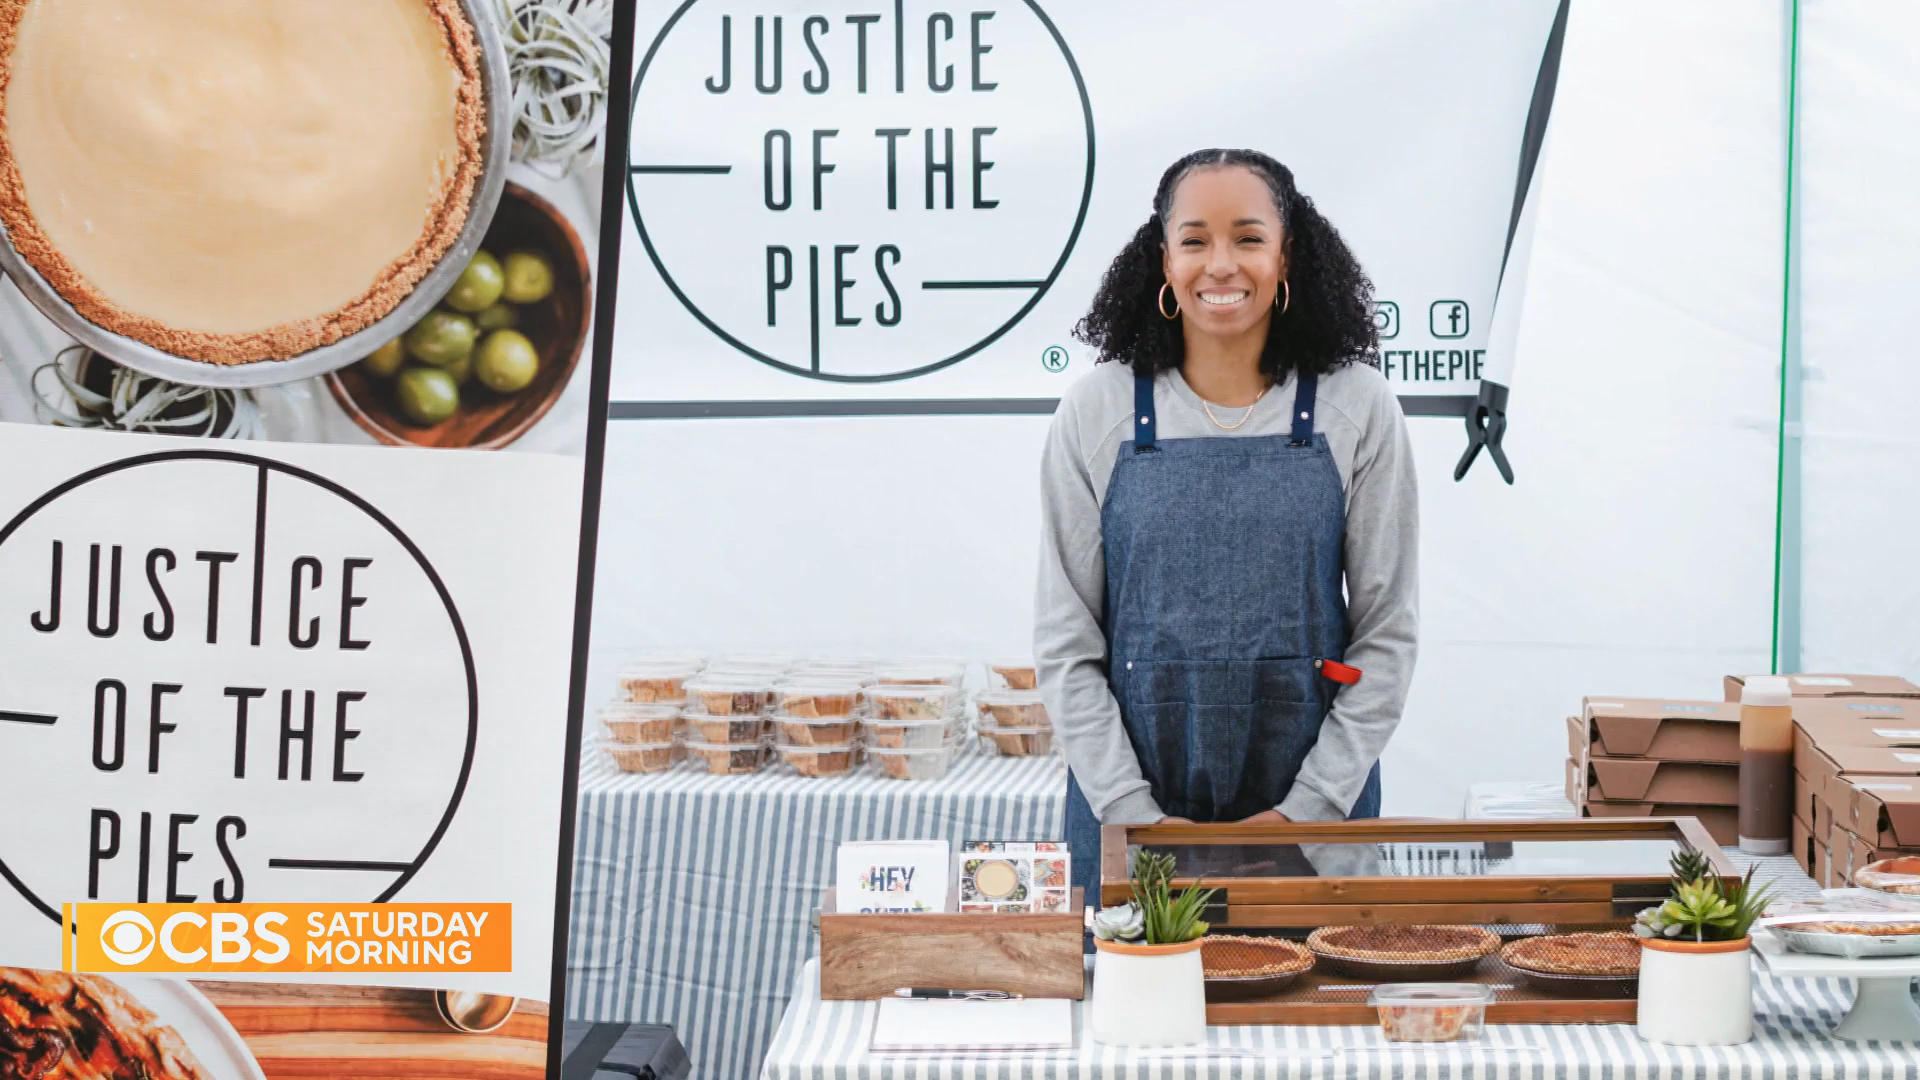 JUSTICE
OF THE
PIES
®
FTHEPIE
JUSTICE
OF THE
PIES
CBS SATURDAY
MORNING
HEY